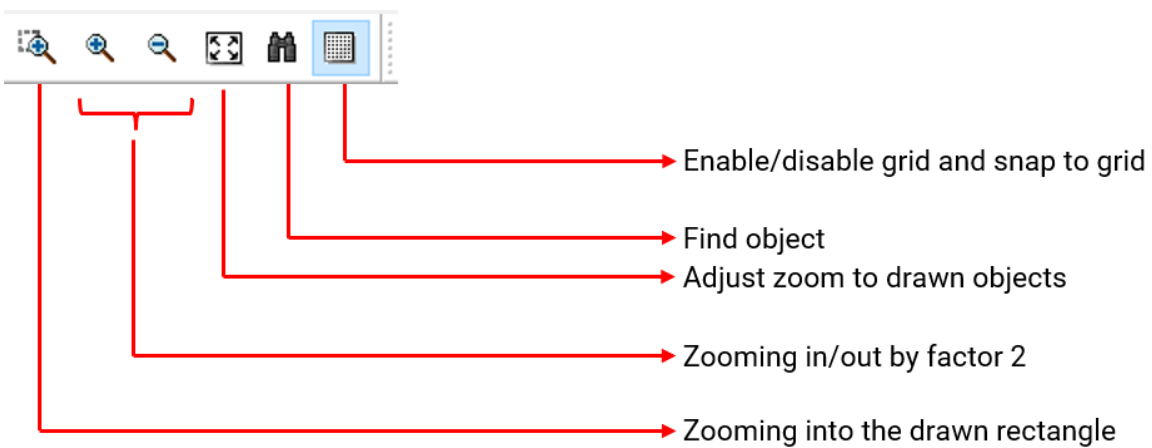 Enable/disable grid and snap to grid
Find object
Adjust zoom to drawn objects
Zooming in/out by factor 2
Zooming into the drawn rectangle